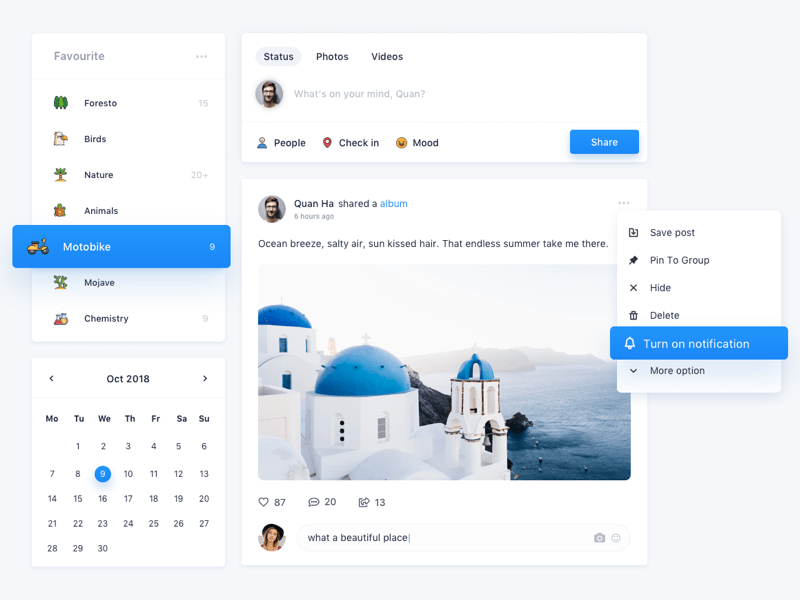 Favourite
Foresto 15
Birds
Nature 20+
Animals
Motobike 9
Mojave
Chemistry 9
Oct 2018
Mo Tu We Th Fr Sa Su
1 2 3 4 5 6
7 8 9 10 11 12 13
14 15 16 17 18 19 20
21 22 23 24 25 26 27
28 29 30
Status Photos Videos
What's on your mind, Quan?
People Check in Mood Share
Quan Ha shared a album
6 hours ago
Ocean breeze, salty air, sun kissed hair. That endless summer take me there.
87 20 13
what a beautiful place
Save post
Pin To Group
Hide
Delete
Turn on notification
More option